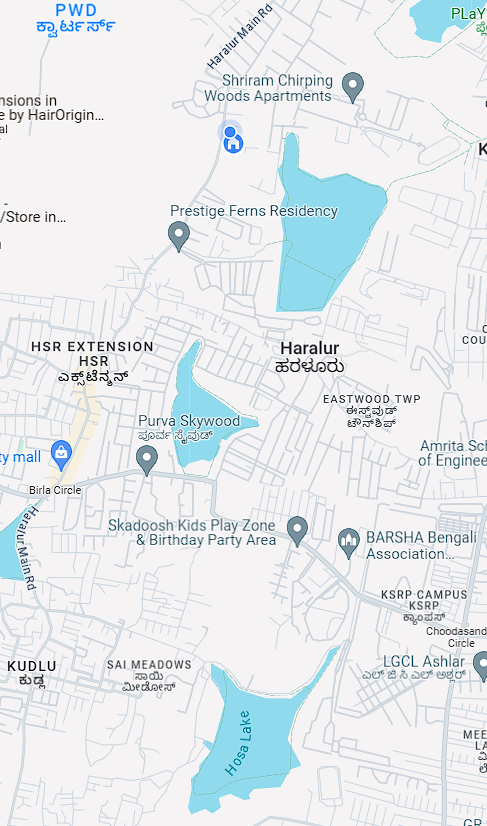 PWD
ಕ್ವಾರ್ಟರ್ಸ್
Haralur Main Rd
PLaY
Shriram Chirping
Woods Apartments
nsions in
e by HairOrigin...
al
K
/Store in...
Prestige Ferns Residency
HSR EXTENSION
HSR
ಎಕ್ಸ್‌ಟೆನ್ಶನ್
Haralur
ಹರಳೂರು
COU
EASTWOOD TWP
ಈಸ್ಟ್‌ವುಡ್
ಟೌನ್‌ಶಿಪ್
Purva Skywood
ಪೂರ್ವ ಸ್ಕೈವುಡ್
Amrita Sch
of Enginee
ty mall
Birla Circle
Haralur Main Rd
Skadoosh Kids Play Zone
& Birthday Party Area
BARSHA Bengali
Association...
KSRP CAMPUS
KSRP
ಕ್ಯಾಂಪಸ್
Choodasand
Circle
KUDLU
ಕುಡ್ಲು
SAI MEADOWS
ಸಾಯಿ
ಮೀಡೋಸ್
LGCL Ashlar
ಎಲ್ ಜಿ ಸಿ ಎಲ್ ಅಶ್ಲರ್
Hosa Lake
MEE
LA
GR